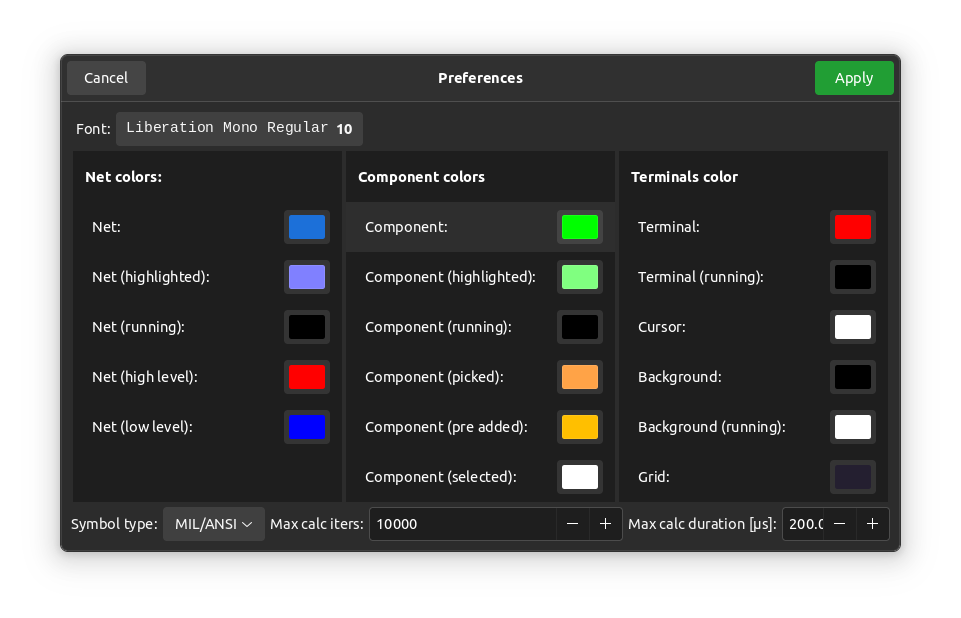 Cancel Preferences Apply
Font: Liberation Mono Regular 10
Net colors:
Net:
Net (highlighted):
Net (running):
Net (high level):
Net (low level):
Component colors
Component:
Component (highlighted):
Component (running):
Component (picked):
Component (pre added):
Component (selected):
Terminals color
Terminal:
Terminal (running):
Cursor:
Background:
Background (running):
Grid:
Symbol type: MIL/ANSI Max calc iters: 10000 − + Max calc duration [µs]: 200.0 − +